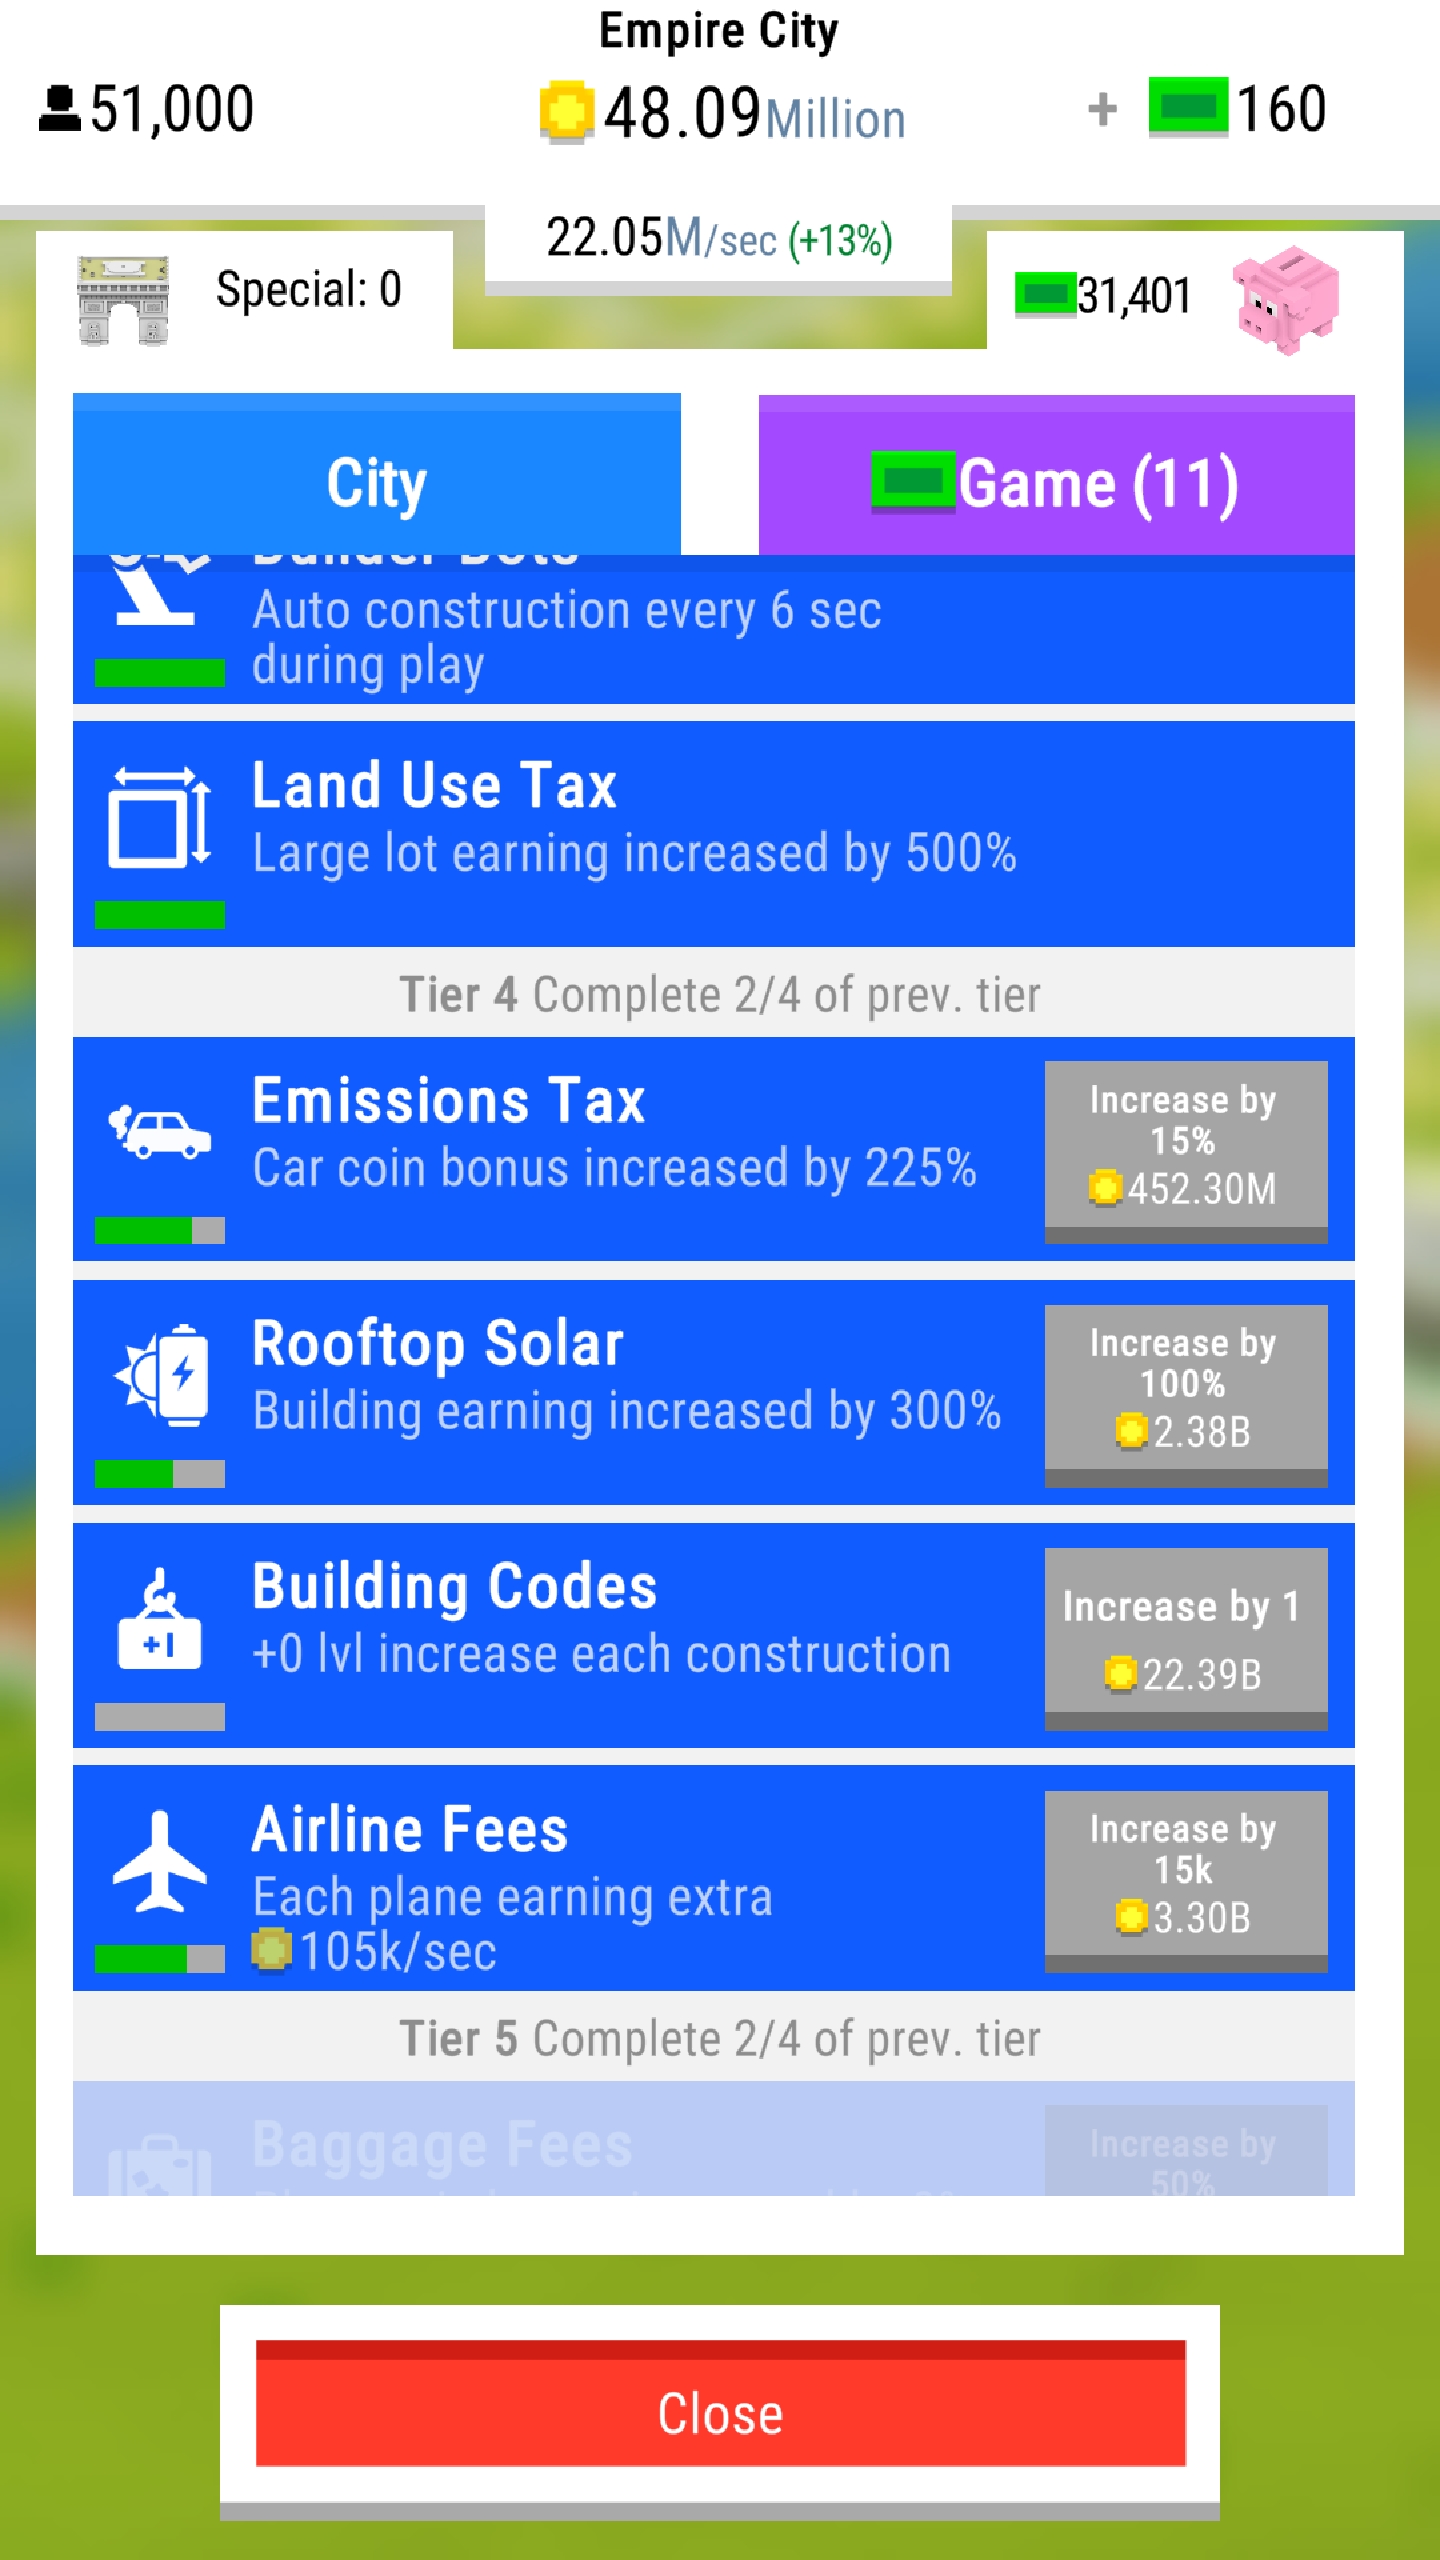 Empire City
51,000
48.09Million
+ 160
22.05M/sec (+13%)
Special: 0
31,401
City
Game (11)
Auto construction every 6 sec
during play
Land Use Tax
Large lot earning increased by 500%
Tier 4 Complete 2/4 of prev. tier
Emissions Tax
Car coin bonus increased by 225%
Increase by
15%
452.30M
Rooftop Solar
Building earning increased by 300%
Increase by
100%
2.38B
+1
Building Codes
+0 lvl increase each construction
Increase by 1
22.39B
Airline Fees
Each plane earning extra
105k/sec
Increase by
15k
3.30B
Tier 5 Complete 2/4 of prev. tier
Baggage Fees
Increase by
50%
Close